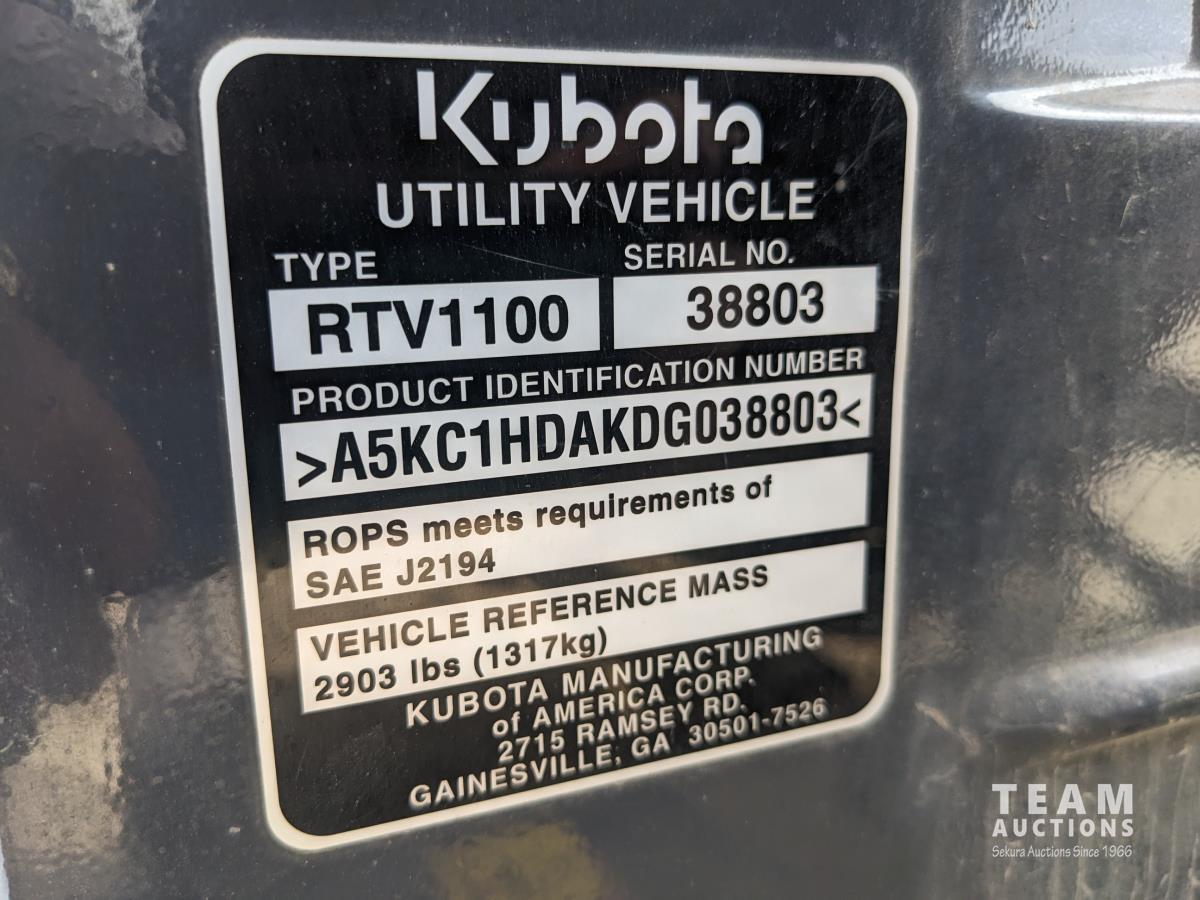 Kubota
UTILITY VEHICLE
TYPE
SERIAL NO.
RTV1100
38803
PRODUCT IDENTIFICATION NUMBER
>A5KC1HDAKDG038803<
ROPS meets requirements of
SAE J2194
VEHICLE REFERENCE MASS
2903 lbs (1317kg)
KUBOTA MANUFACTURING
of AMERICA CORP.
2715 RAMSEY RD.
GAINESVILLE, GA 30501-7526
TEAM
AUCTIONS
Sekura Auctions Since 1966